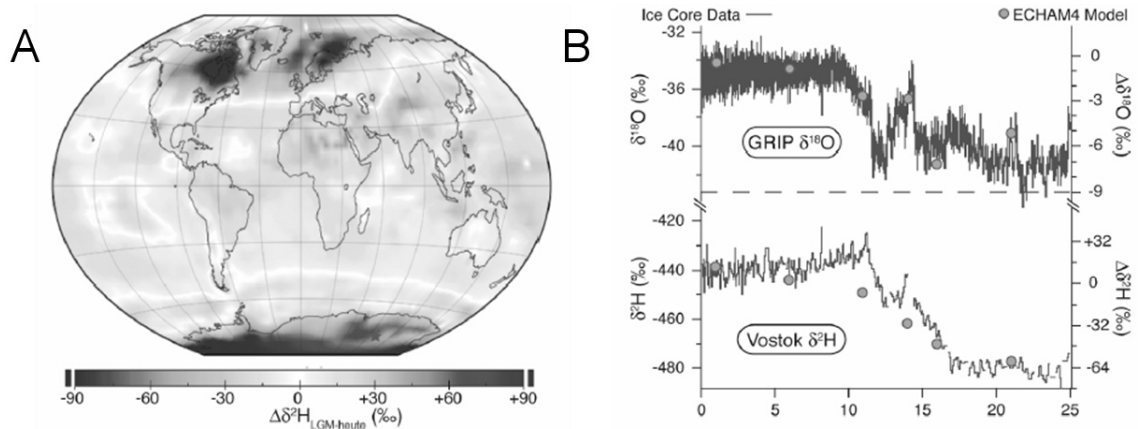 A
-90 -60 -30 0 +30 +60 +90
Δδ²H LGM-heute (‰)
B
Ice Core Data
ECHAM4 Model
-32
-36
-40
δ¹⁸O (‰)
GRIP δ¹⁸O
0
-3
-6
-9
Δδ¹⁸O (‰)
-420
-440
-460
-480
δ²H (‰)
Vostok δ²H
+32
0
-32
-64
Δδ²H (‰)
0 5 10 15 20 25